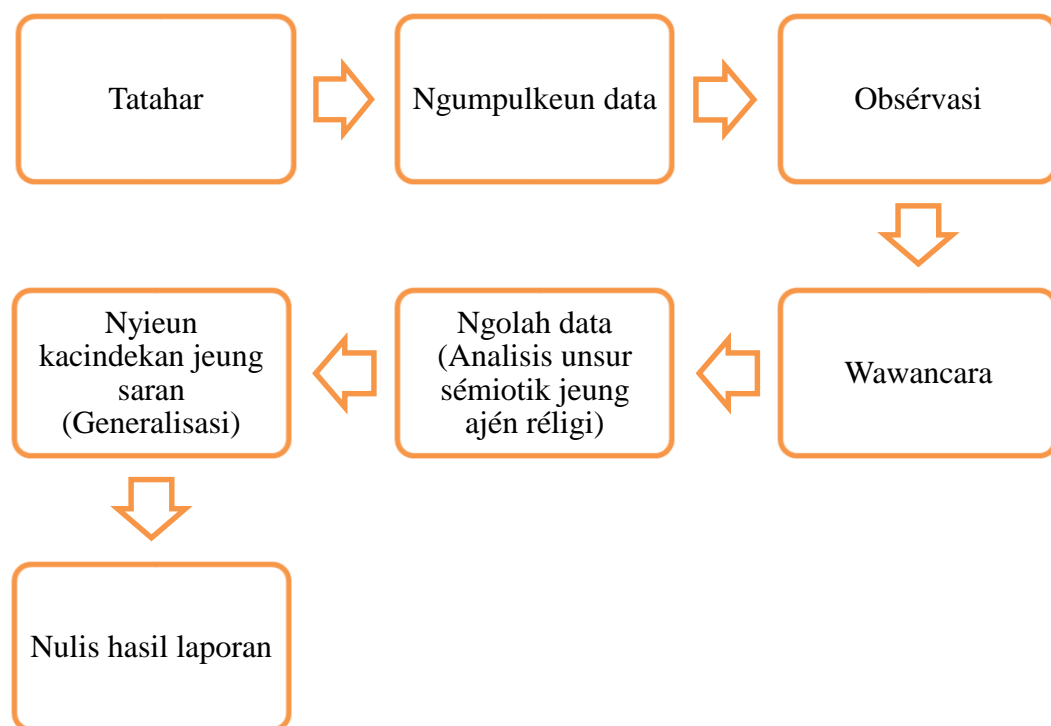 Tatahar
Ngumpulkeun data
Obsérvasi
Wawancara
Ngolah data
(Analisis unsur
sémiotik jeung
ajén réligi)
Nyieun
kacindekan jeung
saran
(Generalisasi)
Nulis hasil laporan